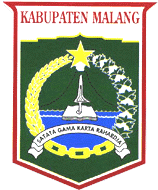 KABUPATEN MALANG
SATATA GAMA KARTA RAHARDJA